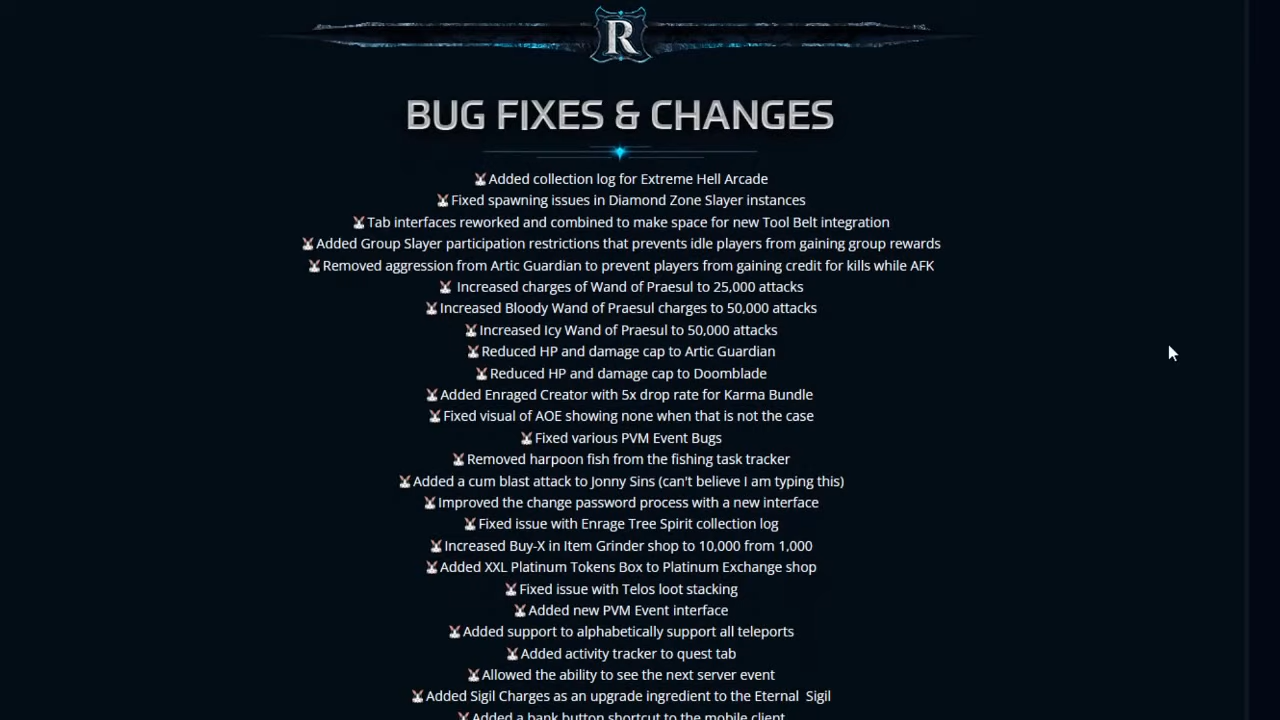 R
BUG FIXES & CHANGES
Added collection log for Extreme Hell Arcade
Fixed spawning issues in Diamond Zone Slayer instances
Tab interfaces reworked and combined to make space for new Tool Belt integration
Added Group Slayer participation restrictions that prevents idle players from gaining group rewards
Removed aggression from Artic Guardian to prevent players from gaining credit for kills while AFK
Increased charges of Wand of Praesul to 25,000 attacks
Increased Bloody Wand of Praesul charges to 50,000 attacks
Increased Icy Wand of Praesul to 50,000 attacks
Reduced HP and damage cap to Artic Guardian
Reduced HP and damage cap to Doomblade
Added Enraged Creator with 5x drop rate for Karma Bundle
Fixed visual of AOE showing none when that is not the case
Fixed various PVM Event Bugs
Removed harpoon fish from the fishing task tracker
Added a cum blast attack to Jonny Sins (can't believe I am typing this)
Improved the change password process with a new interface
Fixed issue with Enrage Tree Spirit collection log
Increased Buy-X in Item Grinder shop to 10,000 from 1,000
Added XXL Platinum Tokens Box to Platinum Exchange shop
Fixed issue with Telos loot stacking
Added new PVM Event interface
Added support to alphabetically support all teleports
Added activity tracker to quest tab
Allowed the ability to see the next server event
Added Sigil Charges as an upgrade ingredient to the Eternal Sigil
Added a bank button shortcut to the mobile client